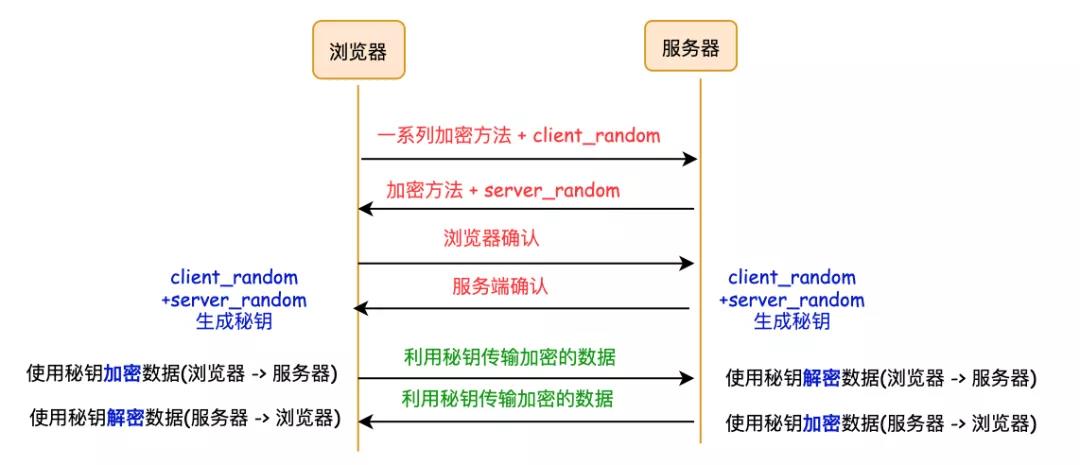 浏览器
服务器
一系列加密方法 + client_random
加密方法 + server_random
浏览器确认
服务端确认
client_random
+server_random
生成秘钥
client_random
+server_random
生成秘钥
利用秘钥传输加密的数据
使用秘钥加密数据(浏览器 -> 服务器)
使用秘钥解密数据(浏览器 -> 服务器)
利用秘钥传输加密的数据
使用秘钥解密数据(服务器 -> 浏览器)
使用秘钥加密数据(服务器 -> 浏览器)